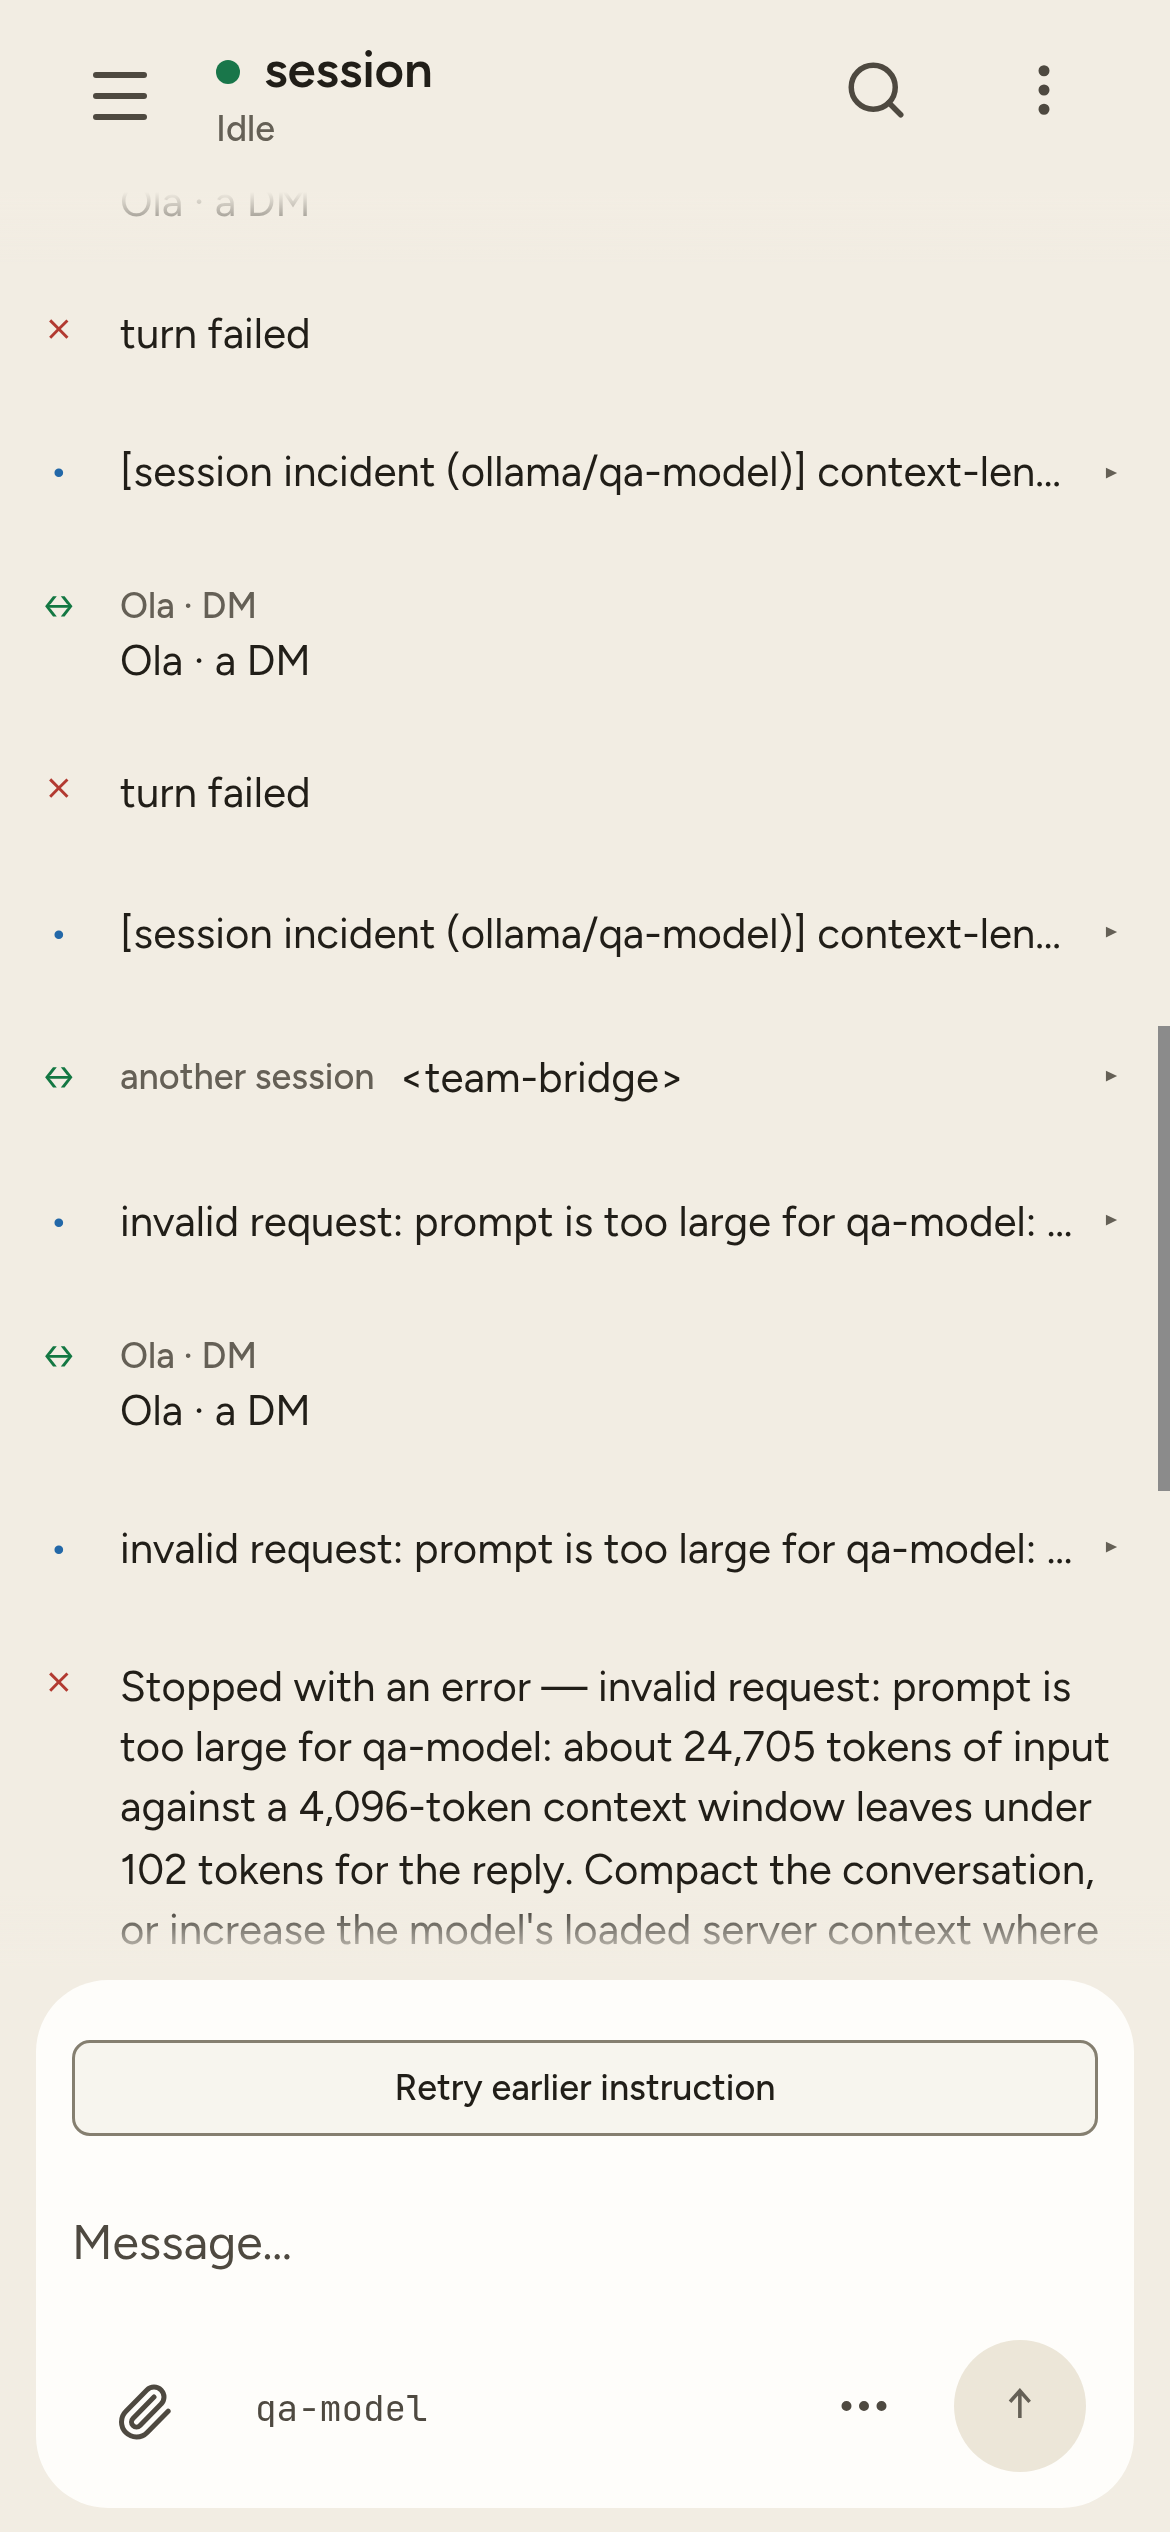 session
Idle
Ola · a DM
turn failed
[session incident (ollama/qa-model)] context-len...
Ola · DM
Ola · a DM
turn failed
[session incident (ollama/qa-model)] context-len...
another session <team-bridge>
invalid request: prompt is too large for qa-model: ...
Ola · DM
Ola · a DM
invalid request: prompt is too large for qa-model: ...
Stopped with an error — invalid request: prompt is
too large for qa-model: about 24,705 tokens of input
against a 4,096-token context window leaves under
102 tokens for the reply. Compact the conversation,
or increase the model's loaded server context where
Retry earlier instruction
Message...
qa-model